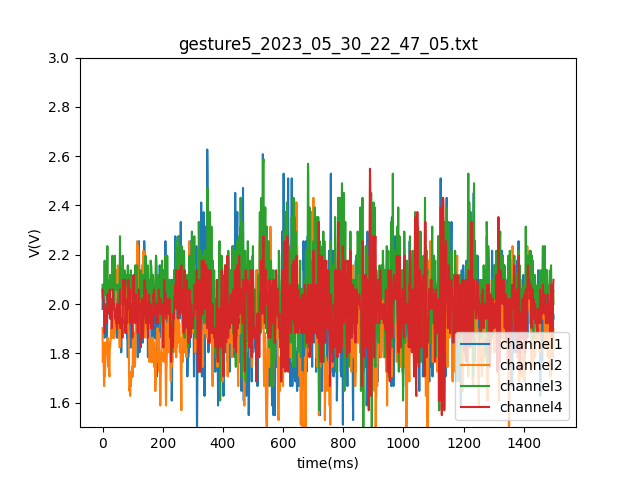 gesture5_2023_05_30_22_47_05.txt
3.0
2.8
2.6
2.4
2.2
2.0
1.8
1.6
V(V)
channel1
channel2
channel3
channel4
0 200 400 600 800 1000 1200 1400
time(ms)